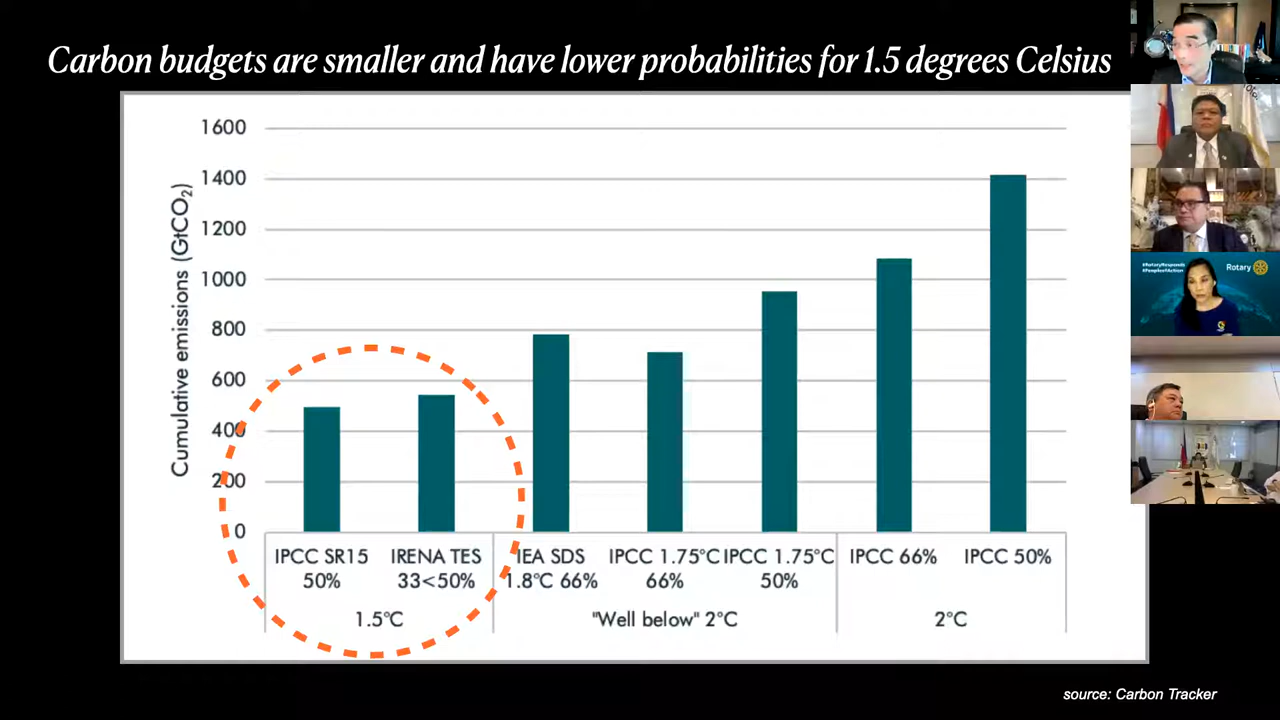 Carbon budgets are smaller and have lower probabilities for 1.5 degrees Celsius
Cumulative emissions (GtCO₂)
1600
1400
1200
1000
800
600
400
200
0
IPCC SR15 50%
IRENA TES 33<50%
IEA SDS 1.8°C 66%
IPCC 1.75°C 66%
IPCC 1.75°C 50%
IPCC 66%
IPCC 50%
1.5°C
"Well below" 2°C
2°C
source: Carbon Tracker
#RotaryResponds
#PeopleofAction
Rotary